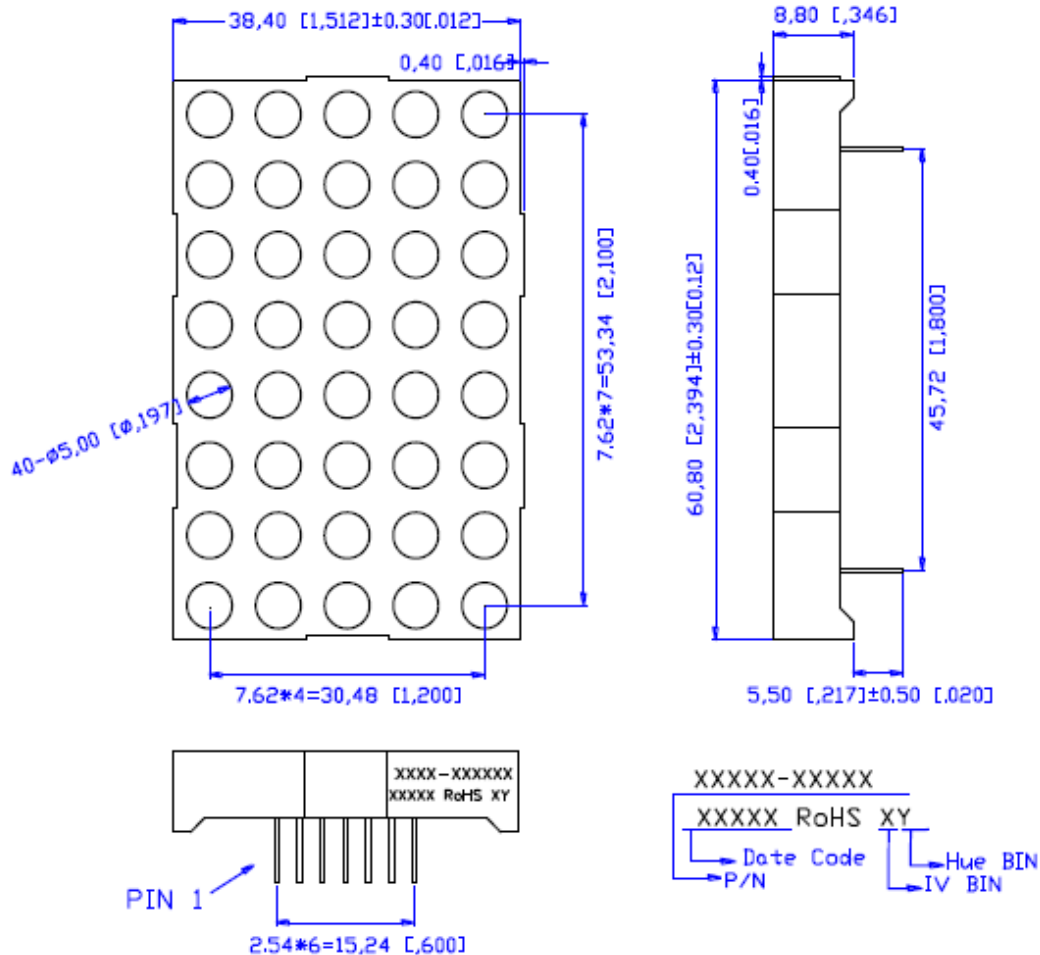 38,40 [1,512]±0.30[.012]
8,80 [,346]
0,40 [,016]
0.40[.016]
7.62*7=53,34 [2,100]
60,80 [2,394]±0.30[0.12]
45,72 [1,800]
40-ø5,00 [ø,197]
7.62*4=30,48 [1,200]
5,50 [,217]±0.50 [.020]
XXXX-XXXXXX
XXXXX RoHS XY
PIN 1
2.54*6=15,24 [,600]
XXXXX-XXXXX
XXXXX RoHS XY
Date Code
Hue BIN
P/N
IV BIN